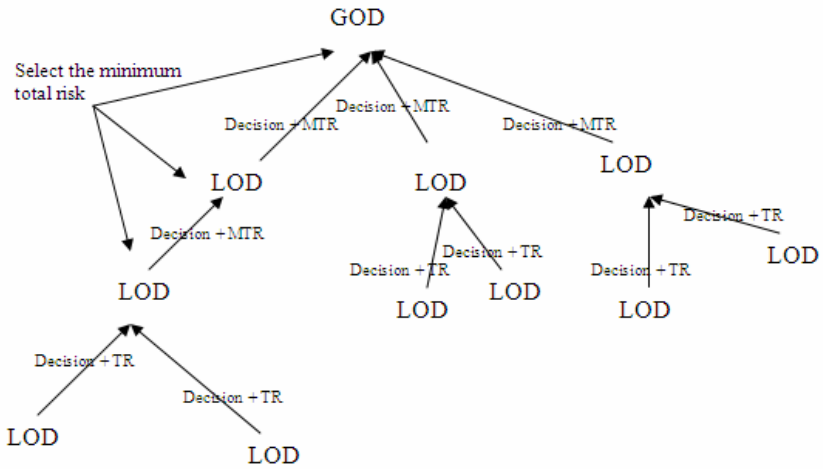 GOD
Select the minimum
total risk
Decision +MTR
Decision +MTR
Decision +MTR
LOD
LOD
LOD
Decision +MTR
Decision +TR
Decision +TR
Decision +TR
Decision +TR
LOD
LOD
LOD
LOD
LOD
LOD
Decision +TR
Decision +TR
LOD
LOD